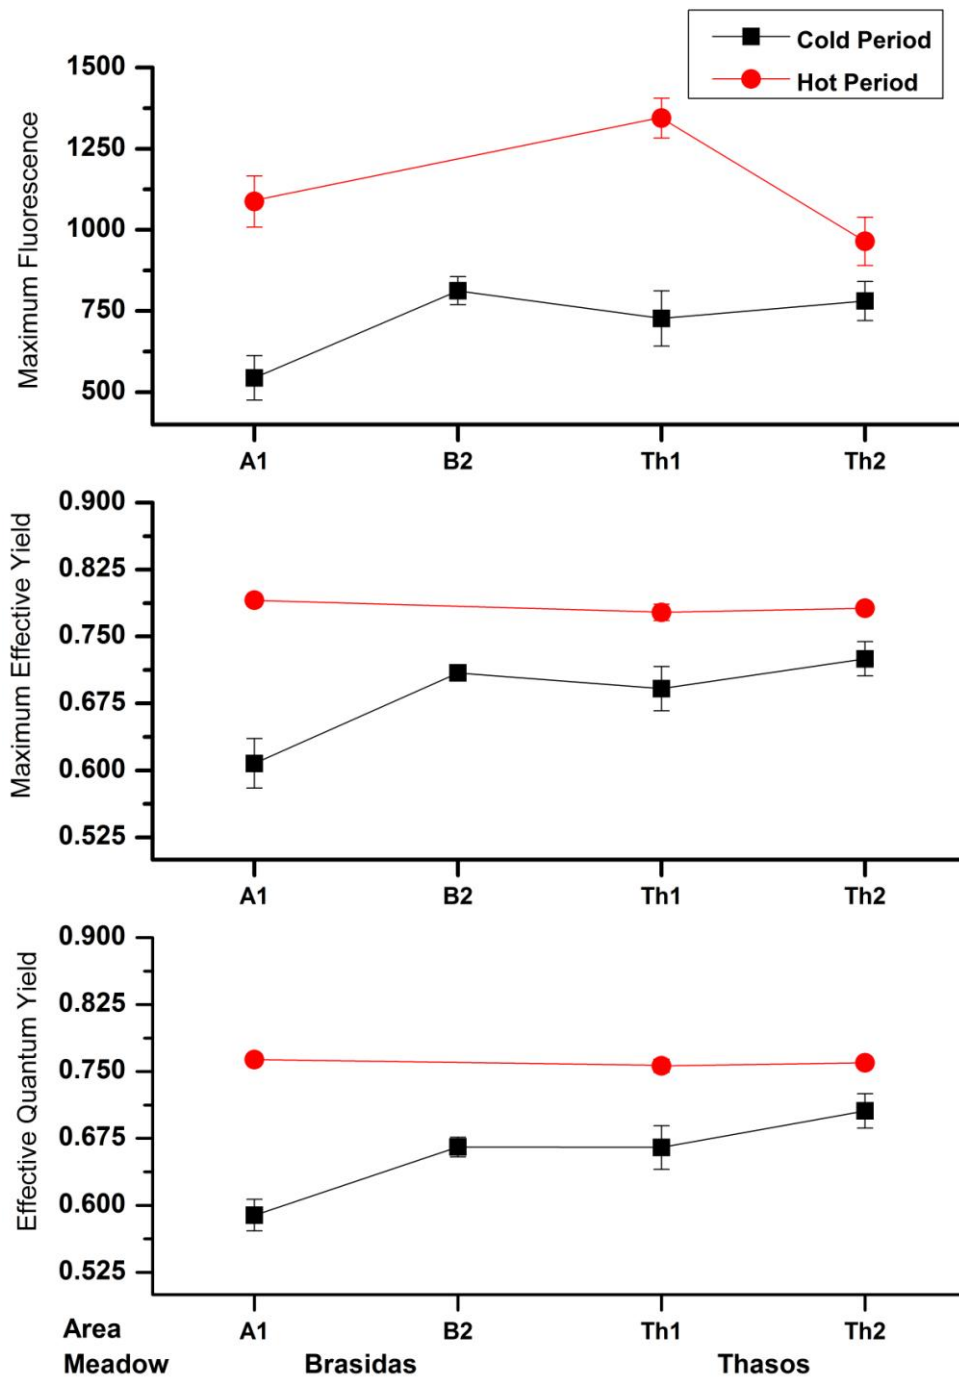 Cold Period
Hot Period
Maximum Fluorescence
1500
1250
1000
750
500
A1 B2 Th1 Th2
Maximum Effective Yield
0.900
0.825
0.750
0.675
0.600
0.525
A1 B2 Th1 Th2
Effective Quantum Yield
0.900
0.825
0.750
0.675
0.600
0.525
Area A1 B2 Th1 Th2
Meadow Brasidas Thasos